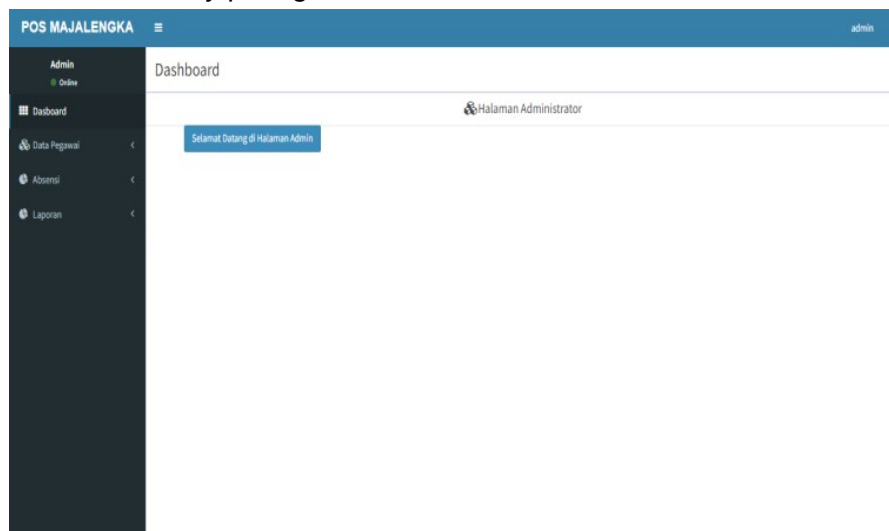 POS MAJALENGKA
admin
Admin
Online
Dashboard
Halaman Administrator
Dasboard
Selamat Datang di Halaman Admin
Data Pegawai
Absensi
Laporan